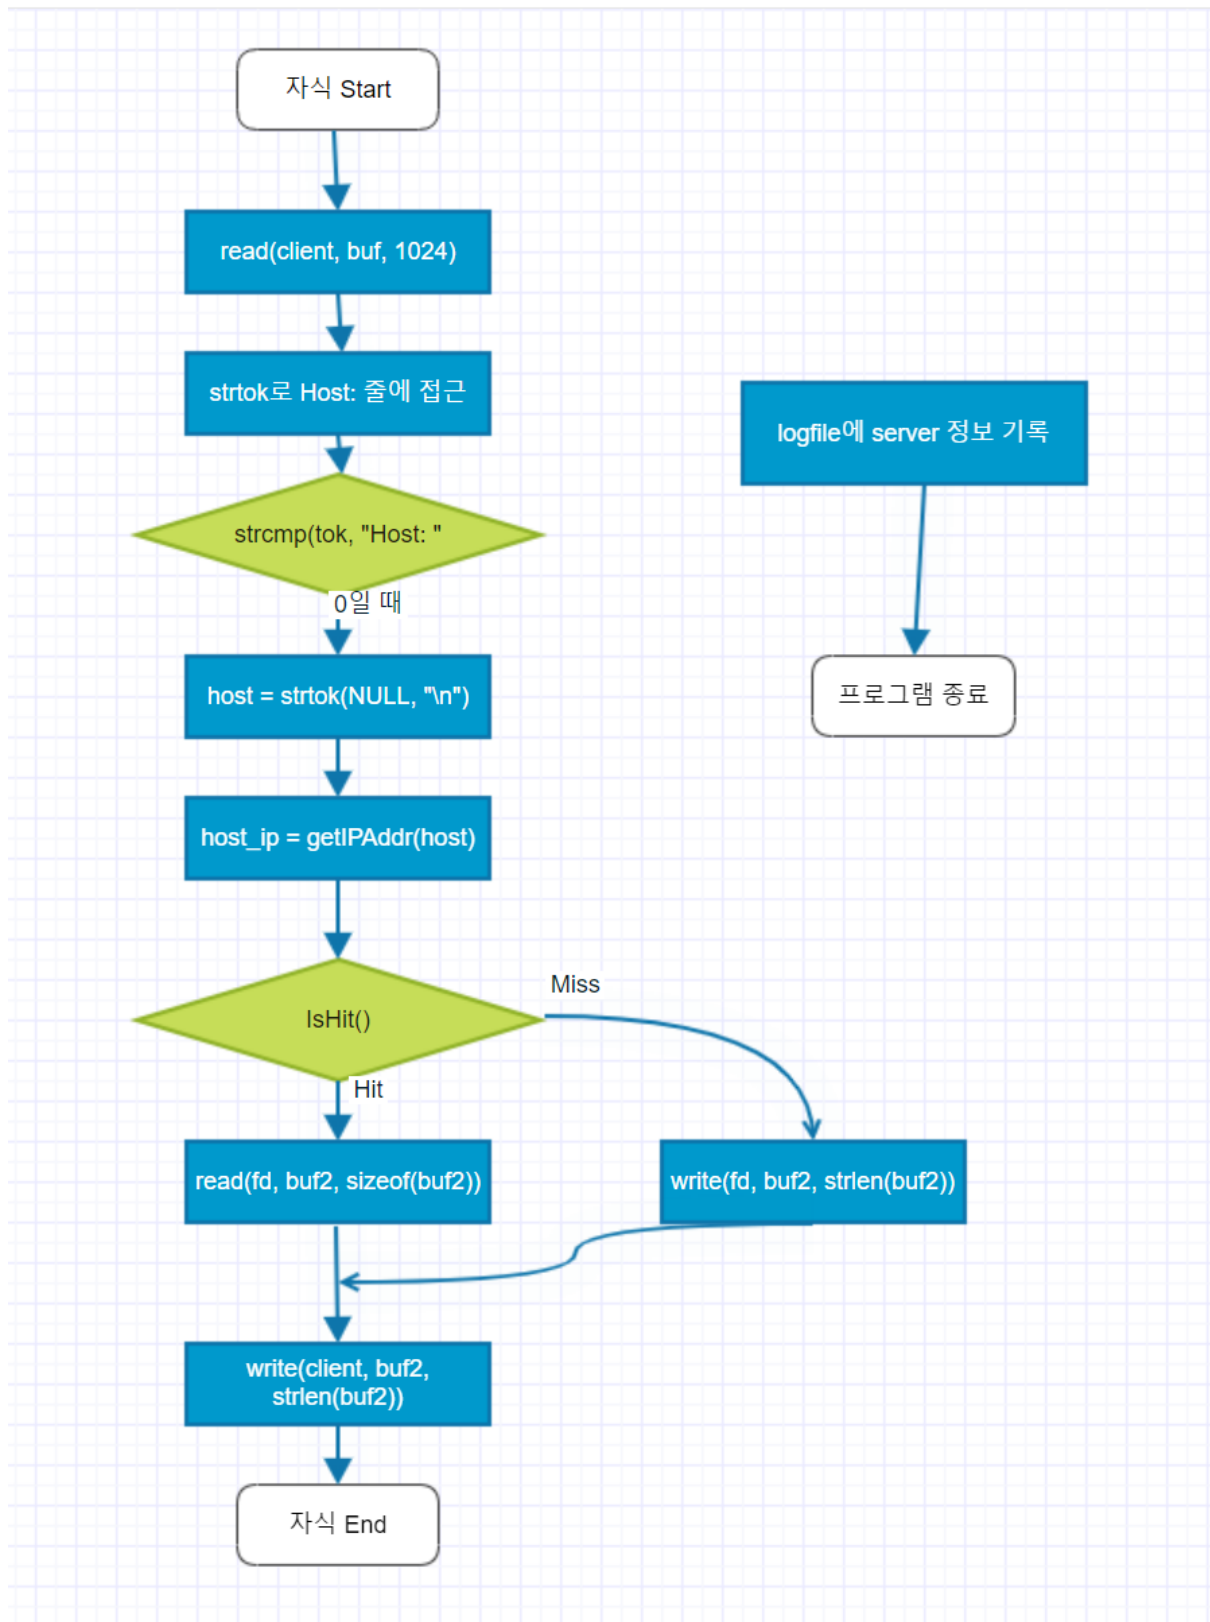 자식 Start
read(client, buf, 1024)
strtok로 Host: 줄에 접근
strcmp(tok, "Host: "
0일 때
host = strtok(NULL, "\n")
host_ip = getIPAddr(host)
IsHit()
Miss
Hit
read(fd, buf2, sizeof(buf2))
write(fd, buf2, strlen(buf2))
write(client, buf2,
strlen(buf2))
자식 End
logfile에 server 정보 기록
프로그램 종료